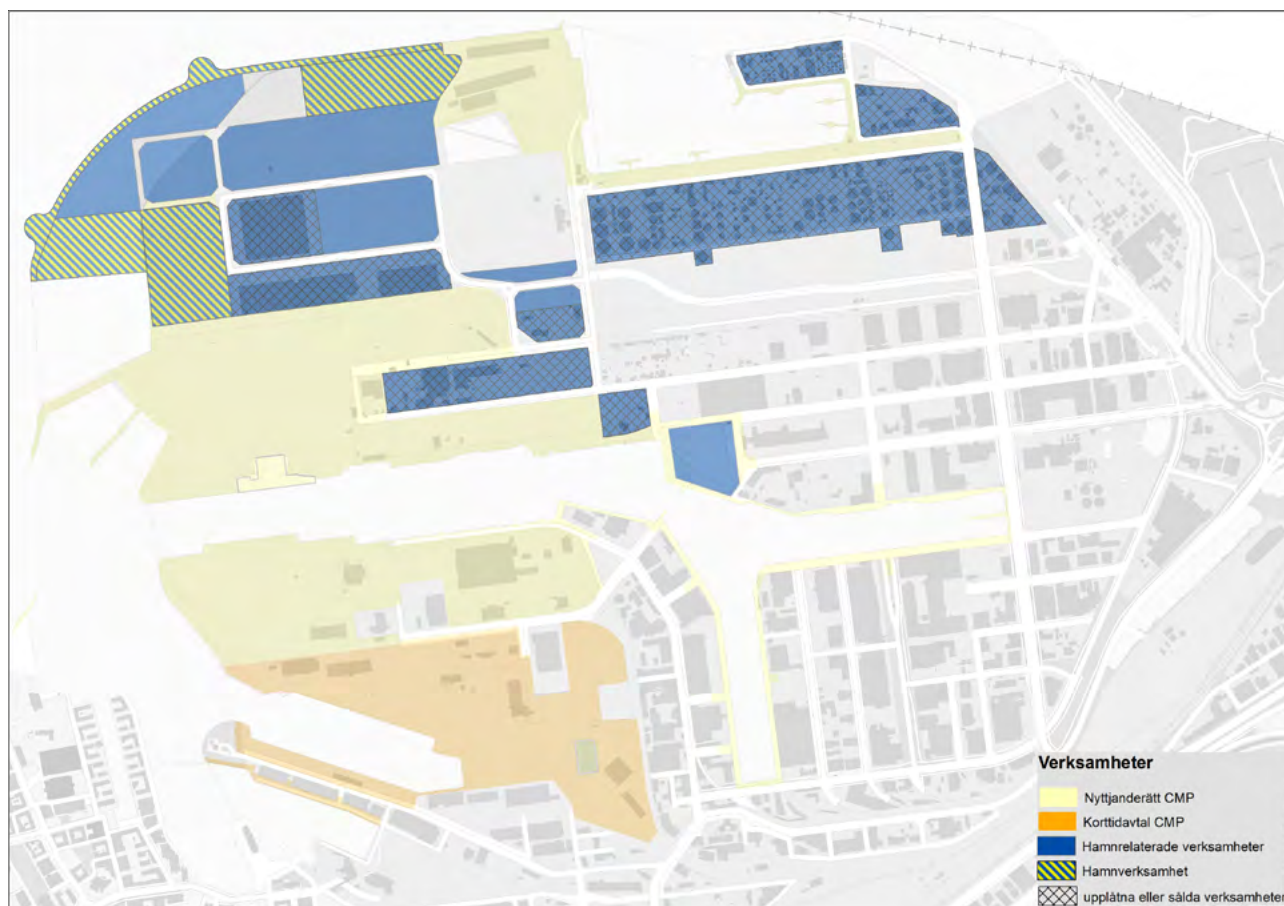 Verksamheter
Nyttjanderätt CMP
Korttidavtal CMP
Hamnrelaterade verksamheter
Hamnverksamhet
upplåtna eller sålda verksamheter